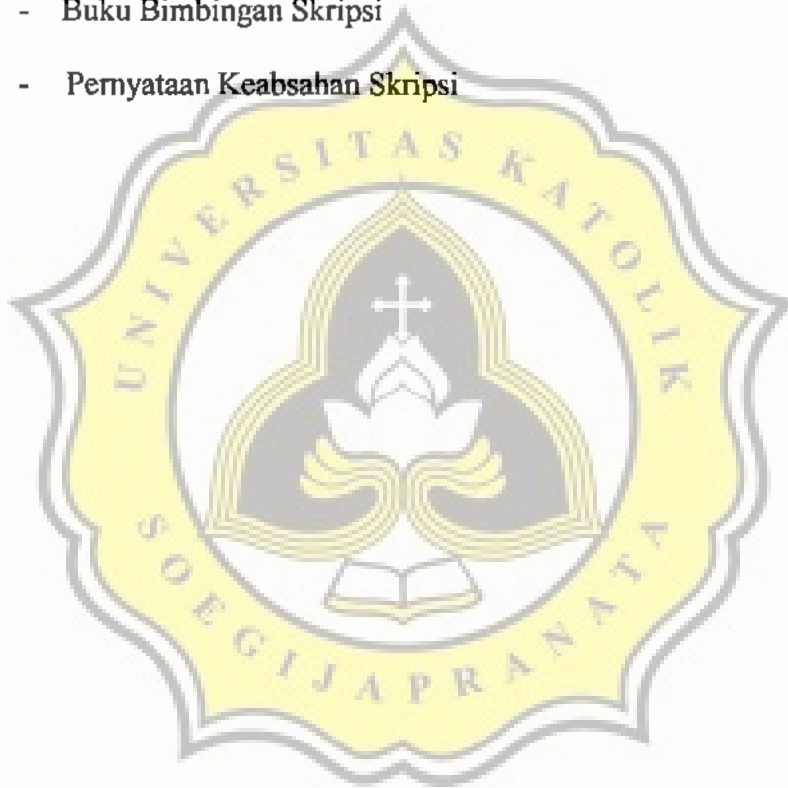 - Buku Bimbingan Skripsi
- Pernyataan Keabsahan Skripsi
UNIVERSITAS KATOLIK
SOEGIJAPRANATA